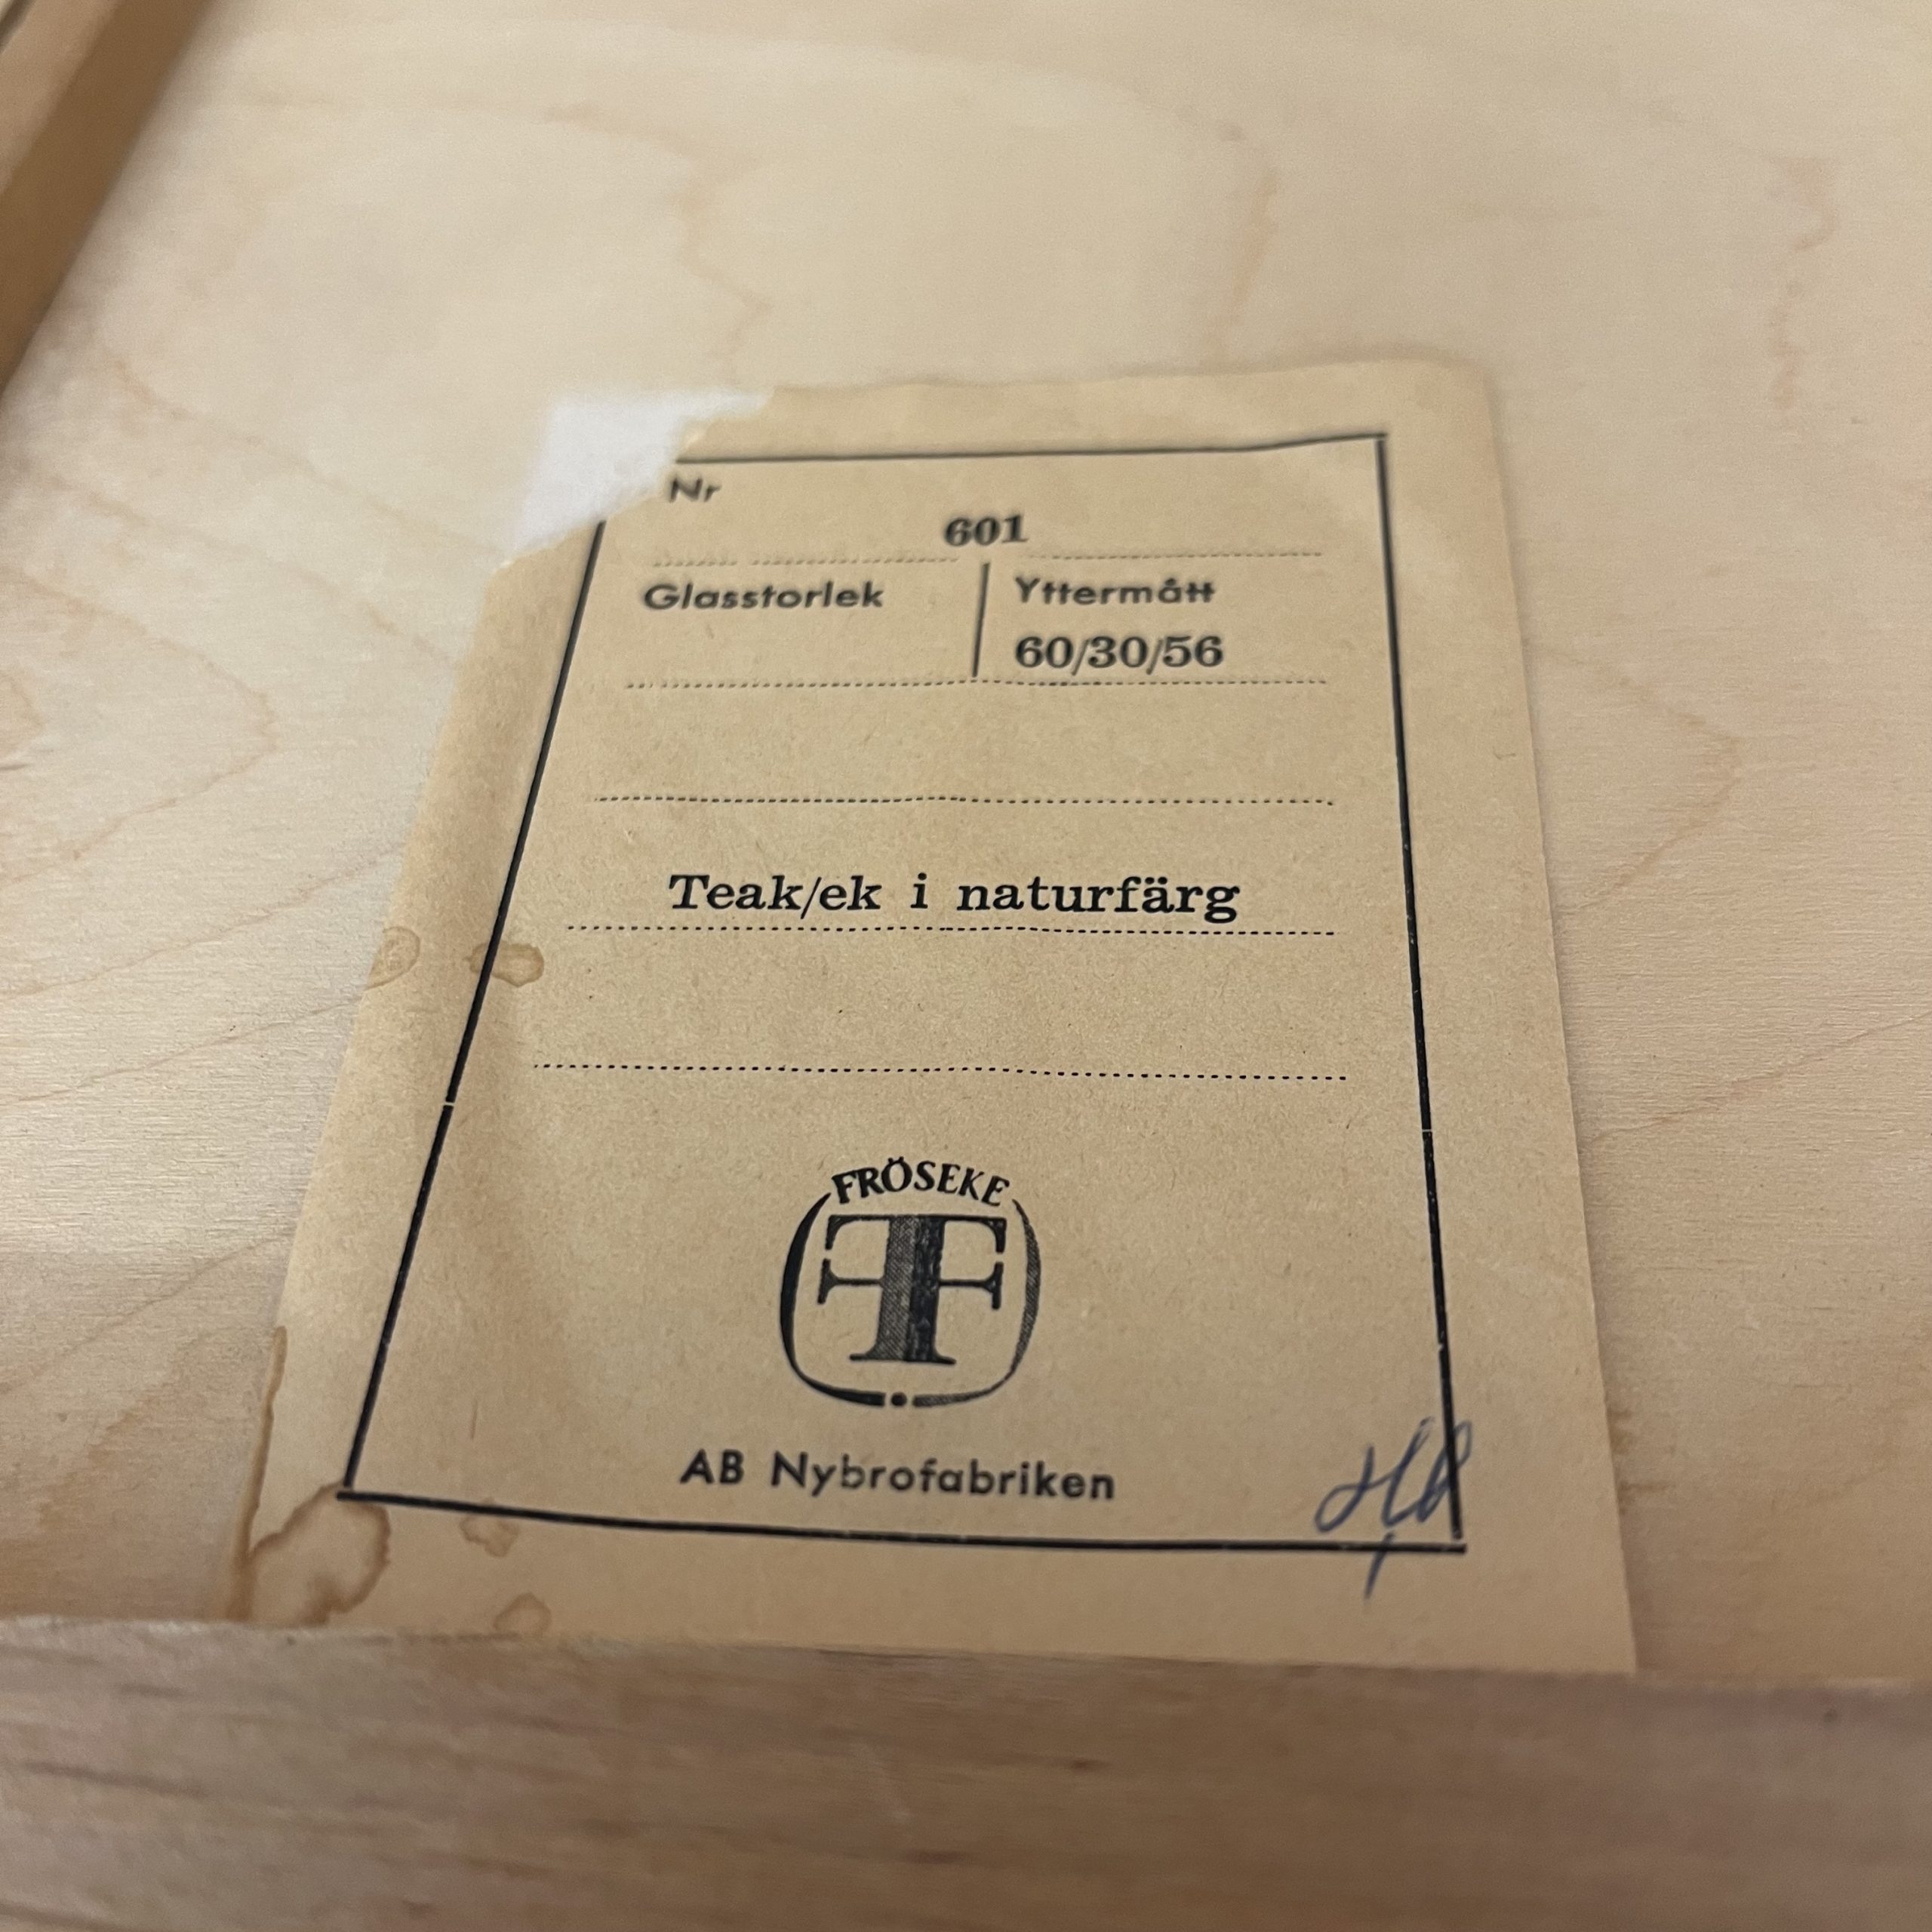 Nr
601
Glasstorlek
Yttermått
60/30/56
Teak/ek i naturfärg
FRÖSEKE
F
AB Nybrofabriken